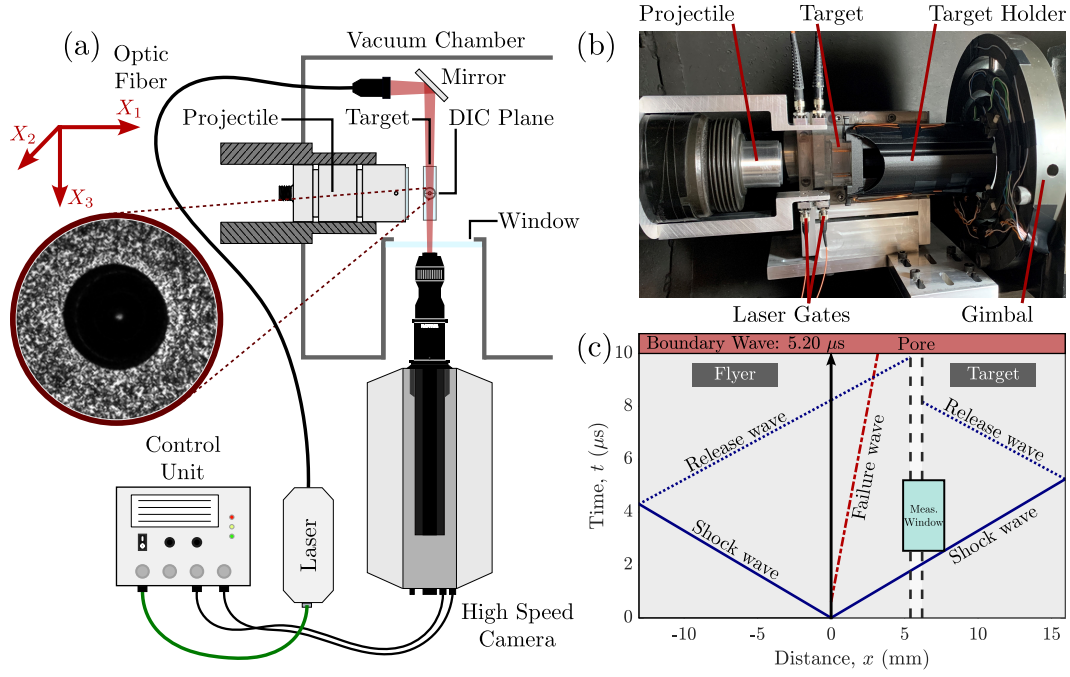 (a)
Optic
Fiber
Vacuum Chamber
Mirror
X1
X2
X3
Projectile
Target
DIC Plane
Window
Control
Unit
Laser
High Speed
Camera
(b)
Projectile
Target
Target Holder
Laser Gates
Gimbal
(c)
Boundary Wave: 5.20 μs
Pore
Flyer
Target
Release wave
Failure wave
Release wave
Meas.
Window
Shock wave
Shock wave
Time, t (μs)
10
8
6
4
2
0
-10
-5
0
5
10
15
Distance, x (mm)